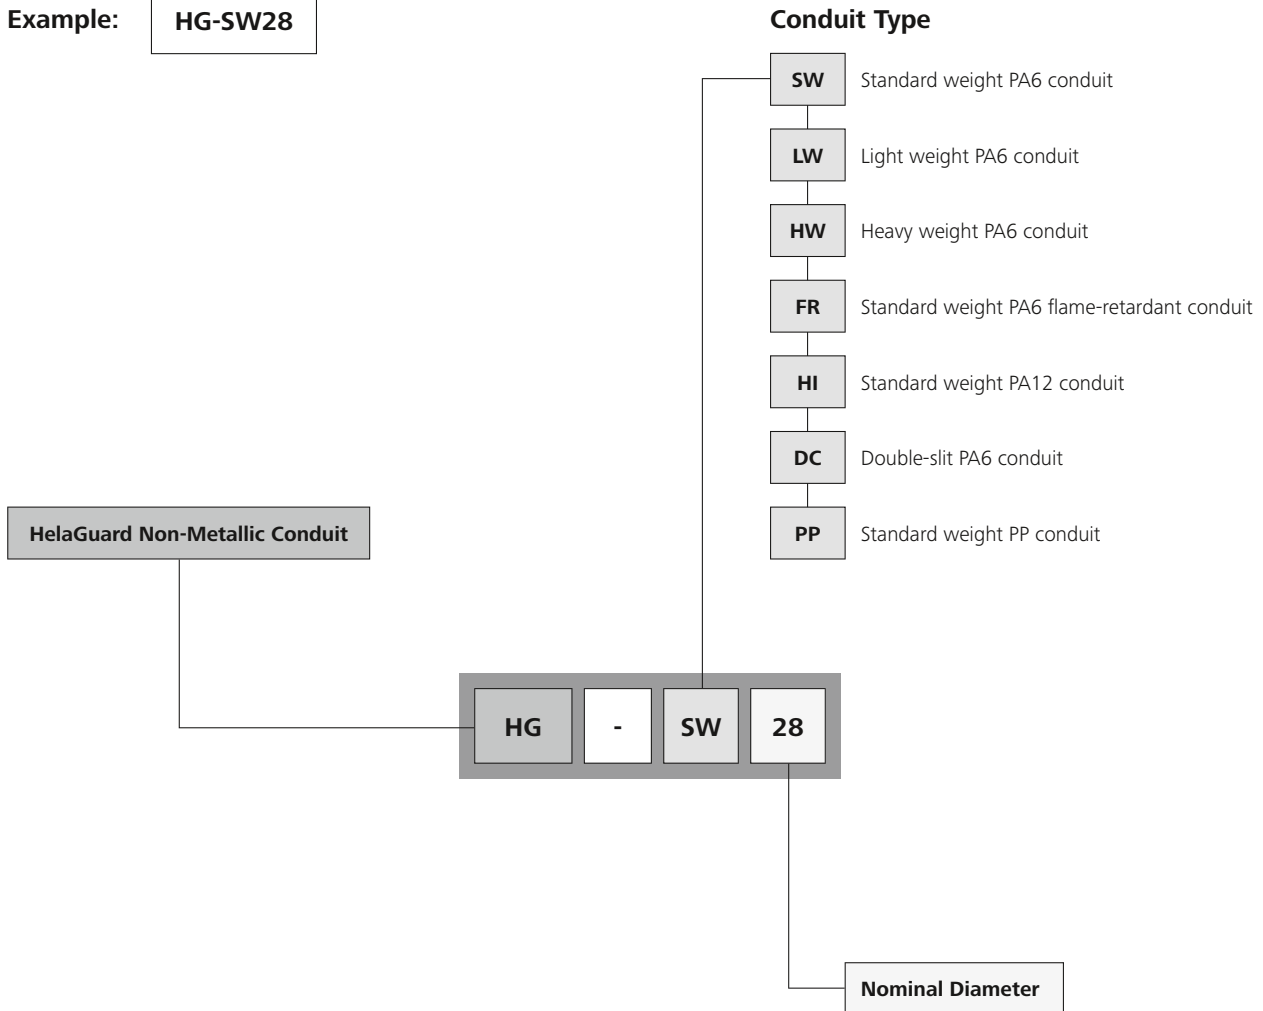 Example: HG-SW28
Conduit Type
SW Standard weight PA6 conduit
LW Light weight PA6 conduit
HW Heavy weight PA6 conduit
FR Standard weight PA6 flame-retardant conduit
HI Standard weight PA12 conduit
DC Double-slit PA6 conduit
PP Standard weight PP conduit
HelaGuard Non-Metallic Conduit
HG - SW 28
Nominal Diameter